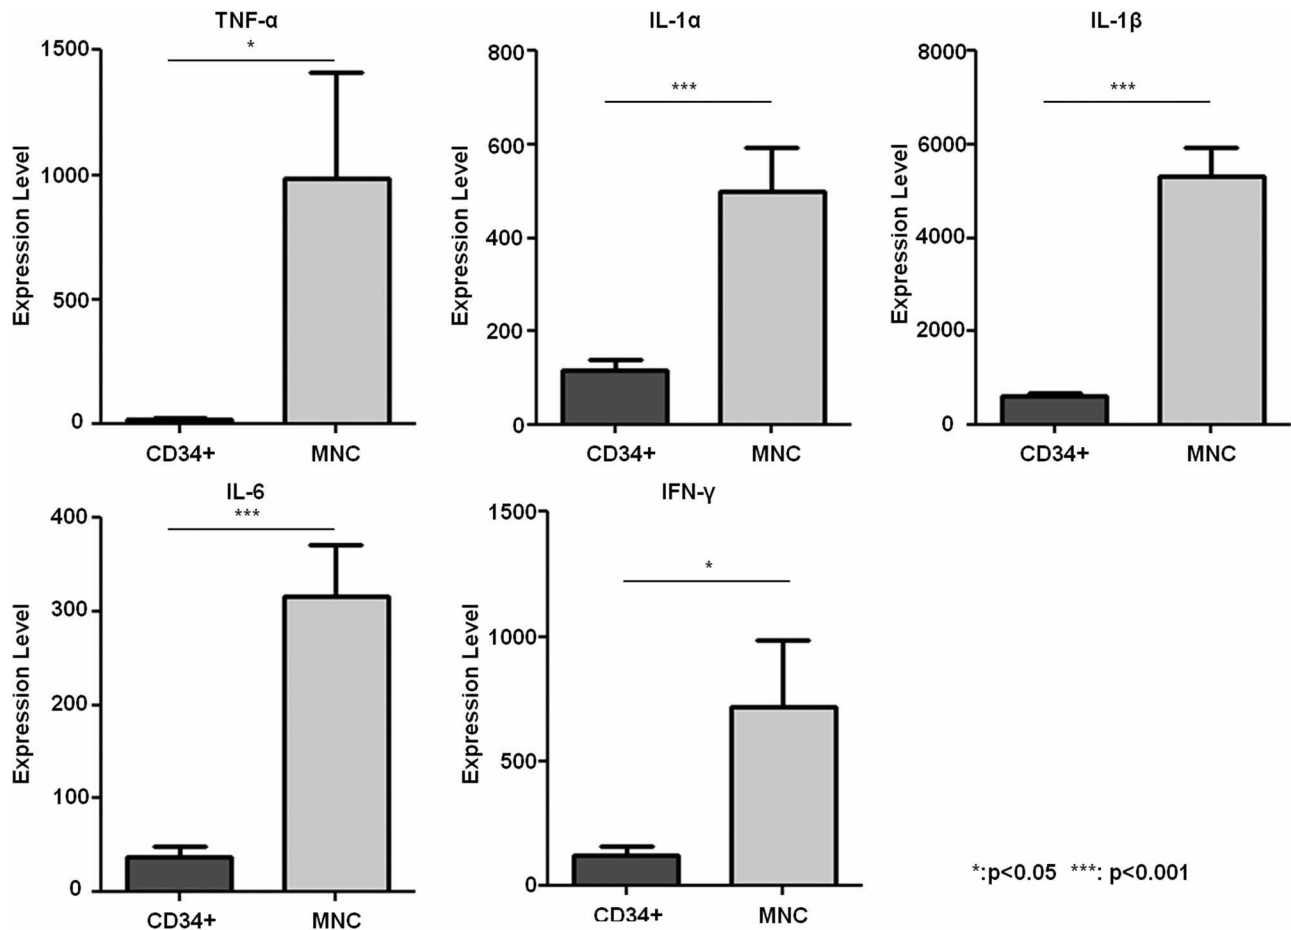 TNF-α
*
1500
1000
500
0
Expression Level
CD34+
MNC
IL-1α
***
800
600
400
200
0
Expression Level
CD34+
MNC
IL-1β
***
8000
6000
4000
2000
0
Expression Level
CD34+
MNC
IL-6
***
400
300
200
100
0
Expression Level
CD34+
MNC
IFN-γ
*
1500
1000
500
0
Expression Level
CD34+
MNC
*:p<0.05 ***: p<0.001